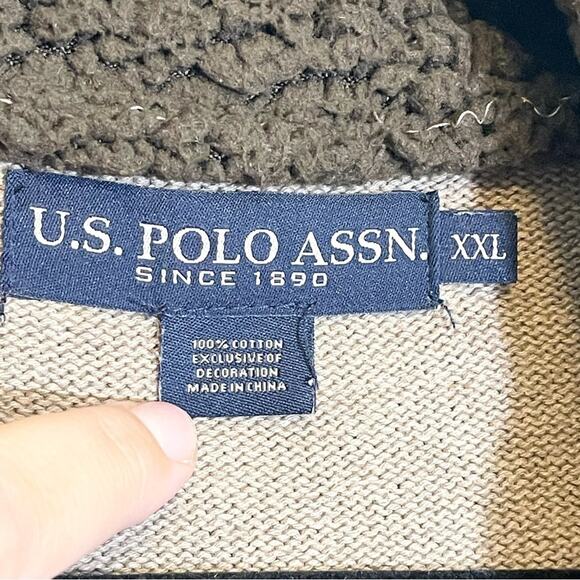 U.S. POLO ASSN.
SINCE 1890
XXL
100% COTTON
EXCLUSIVE OF
DECORATION
MADE IN CHINA